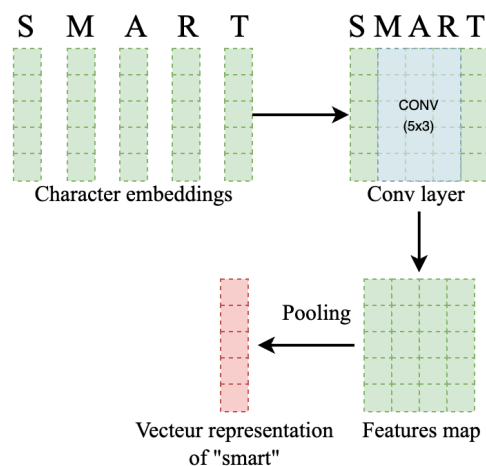 S M A R T
S M A R T
CONV
(5x3)
Character embeddings
Conv layer
Pooling
Vecteur representation
of "smart"
Features map